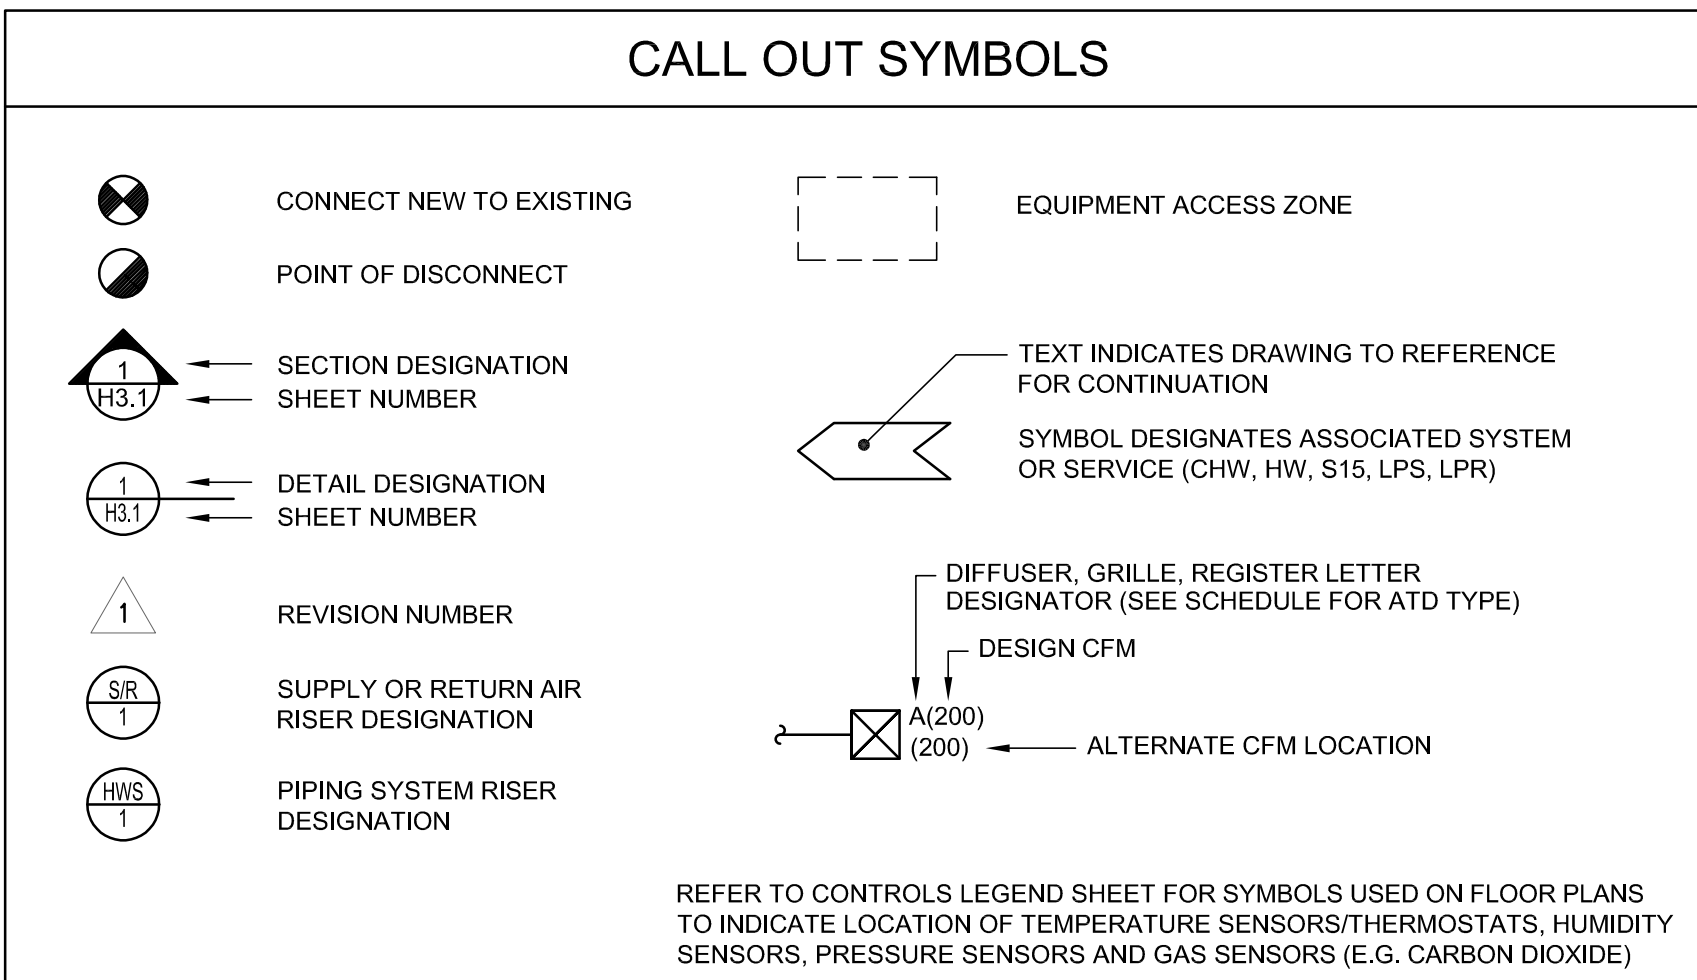 CALL OUT SYMBOLS
CONNECT NEW TO EXISTING
POINT OF DISCONNECT
1
H3.1
SECTION DESIGNATION
SHEET NUMBER
1
H3.1
DETAIL DESIGNATION
SHEET NUMBER
1
REVISION NUMBER
S/R
1
SUPPLY OR RETURN AIR
RISER DESIGNATION
HWS
1
PIPING SYSTEM RISER
DESIGNATION
EQUIPMENT ACCESS ZONE
TEXT INDICATES DRAWING TO REFERENCE
FOR CONTINUATION
SYMBOL DESIGNATES ASSOCIATED SYSTEM
OR SERVICE (CHW, HW, S15, LPS, LPR)
DIFFUSER, GRILLE, REGISTER LETTER
DESIGNATOR (SEE SCHEDULE FOR ATD TYPE)
DESIGN CFM
A(200)
(200)
ALTERNATE CFM LOCATION
REFER TO CONTROLS LEGEND SHEET FOR SYMBOLS USED ON FLOOR PLANS
TO INDICATE LOCATION OF TEMPERATURE SENSORS/THERMOSTATS, HUMIDITY
SENSORS, PRESSURE SENSORS AND GAS SENSORS (E.G. CARBON DIOXIDE)